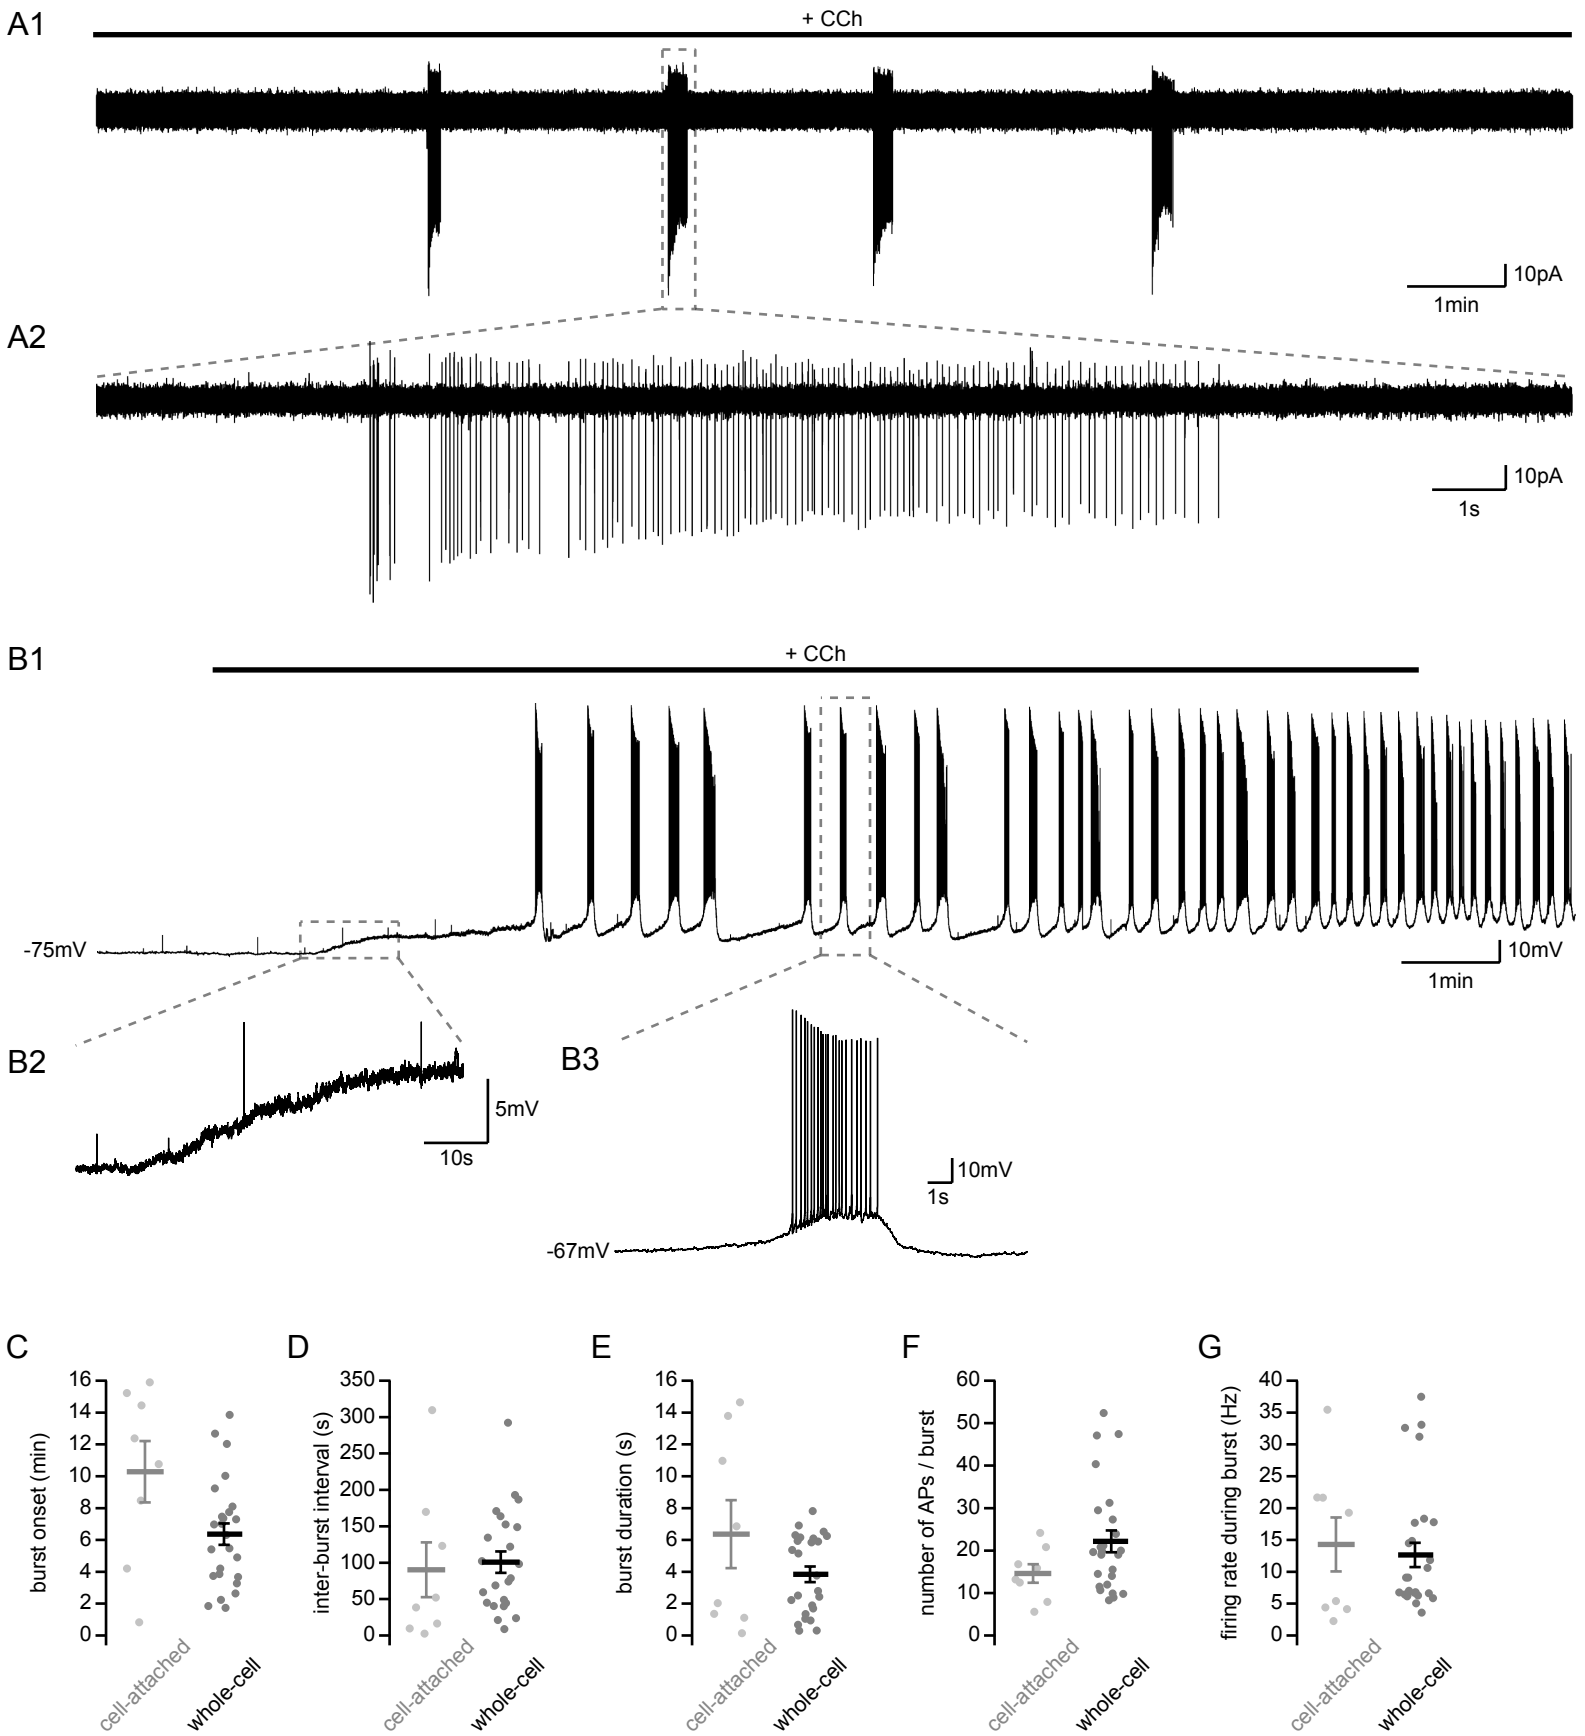 A1
+ CCh
10pA
1min
A2
10pA
1s
B1
+ CCh
-75mV
10mV
1min
B2
5mV
10s
B3
10mV
1s
-67mV
C
burst onset (min)
16
14
12
10
8
6
4
2
0
cell-attached
whole-cell
D
inter-burst interval (s)
350
300
250
200
150
100
50
0
cell-attached
whole-cell
E
burst duration (s)
16
14
12
10
8
6
4
2
0
cell-attached
whole-cell
F
number of APs / burst
60
50
40
30
20
10
0
cell-attached
whole-cell
G
firing rate during burst (Hz)
40
35
30
25
20
15
10
5
0
cell-attached
whole-cell